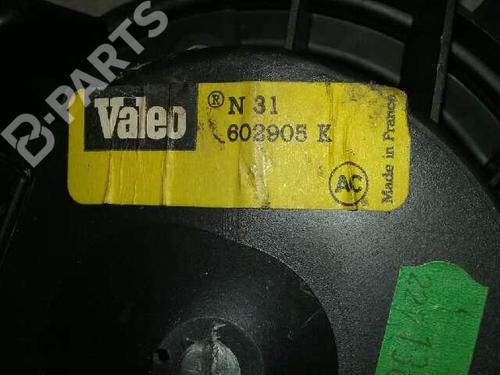 B-PARTS
Valeo
® N 31
602905 K
AC
Made in France